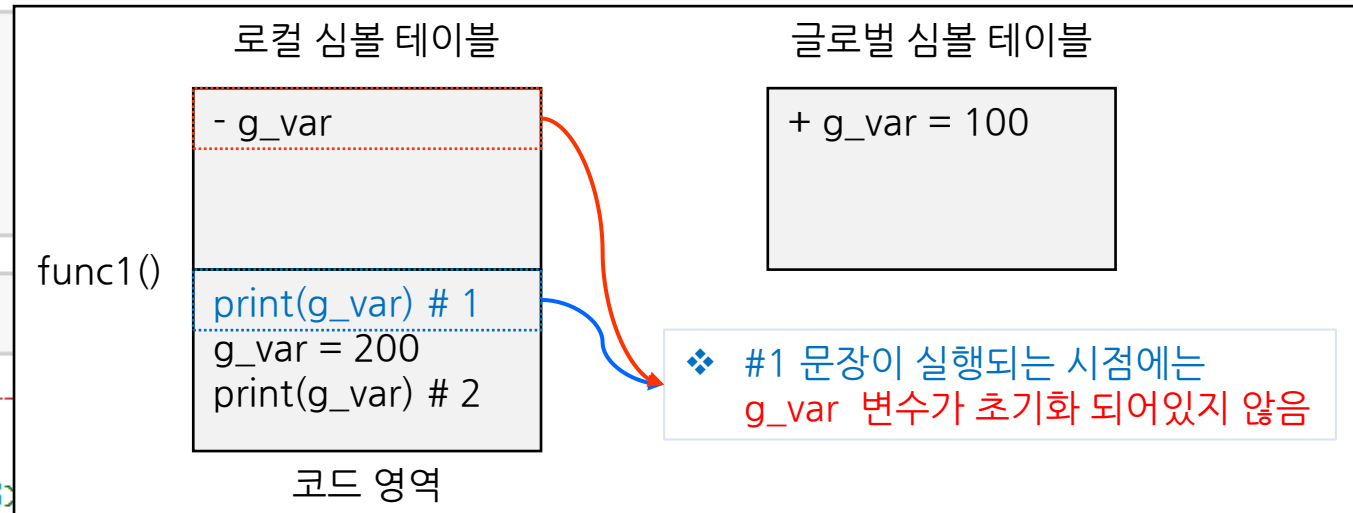 로컬 심볼 테이블
글로벌 심볼 테이블
- g_var
+ g_var = 100
func1()
print(g_var) # 1
g_var = 200
print(g_var) # 2
코드 영역
❖ #1 문장이 실행되는 시점에는
g_var 변수가 초기화 되어있지 않음